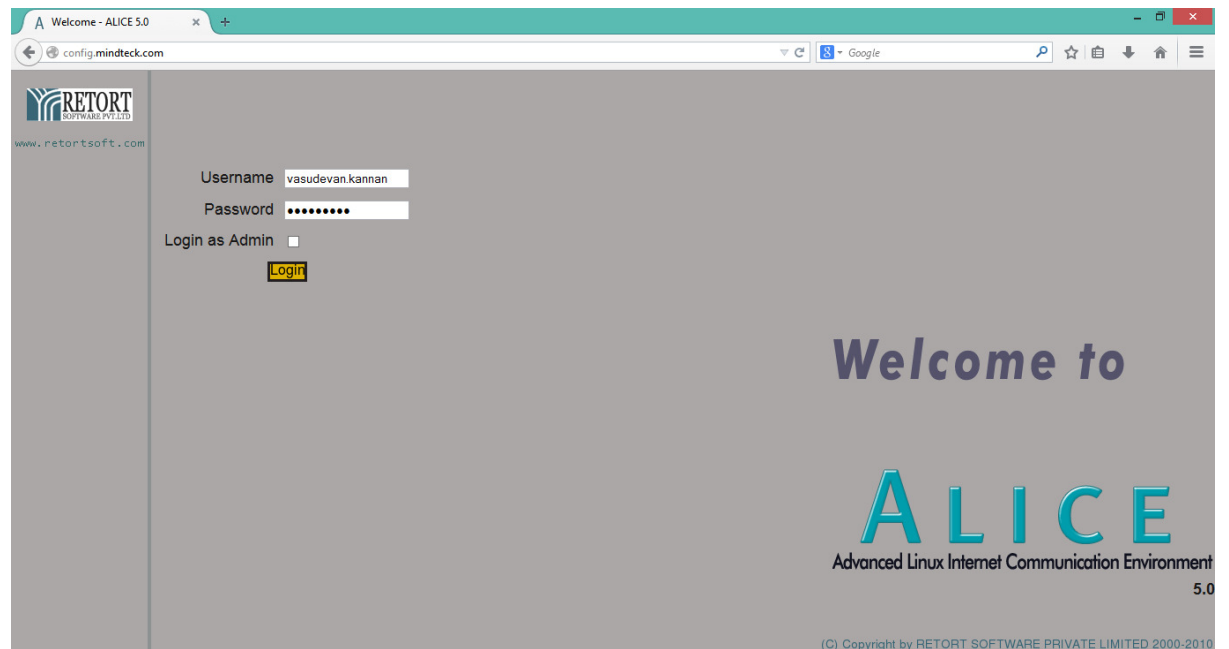 A Welcome - ALICE 5.0
config.mindteck.com
8 Google
RETORT
SOFTWARE PVT.LTD
www.retortsoft.com
Username vasudevan.kannan
Password •••••••••
Login as Admin
Login
Welcome to
ALICE
Advanced Linux Internet Communication Environment
5.0
(C) Copyright by RETORT SOFTWARE PRIVATE LIMITED 2000-2010